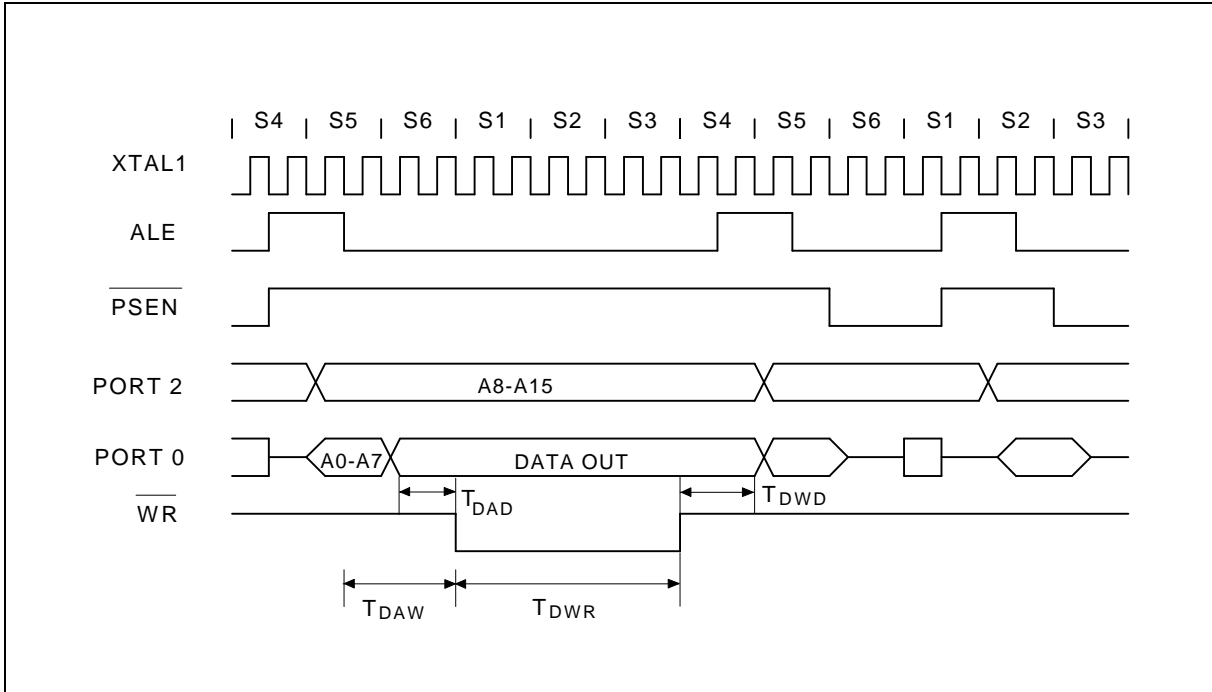 S4 S5 S6 S1 S2 S3 S4 S5 S6 S1 S2 S3
XTAL1
ALE
PSEN
PORT 2
A8-A15
PORT 0
A0-A7
DATA OUT
WR
TDAD
TDWD
TDAW
TDWR